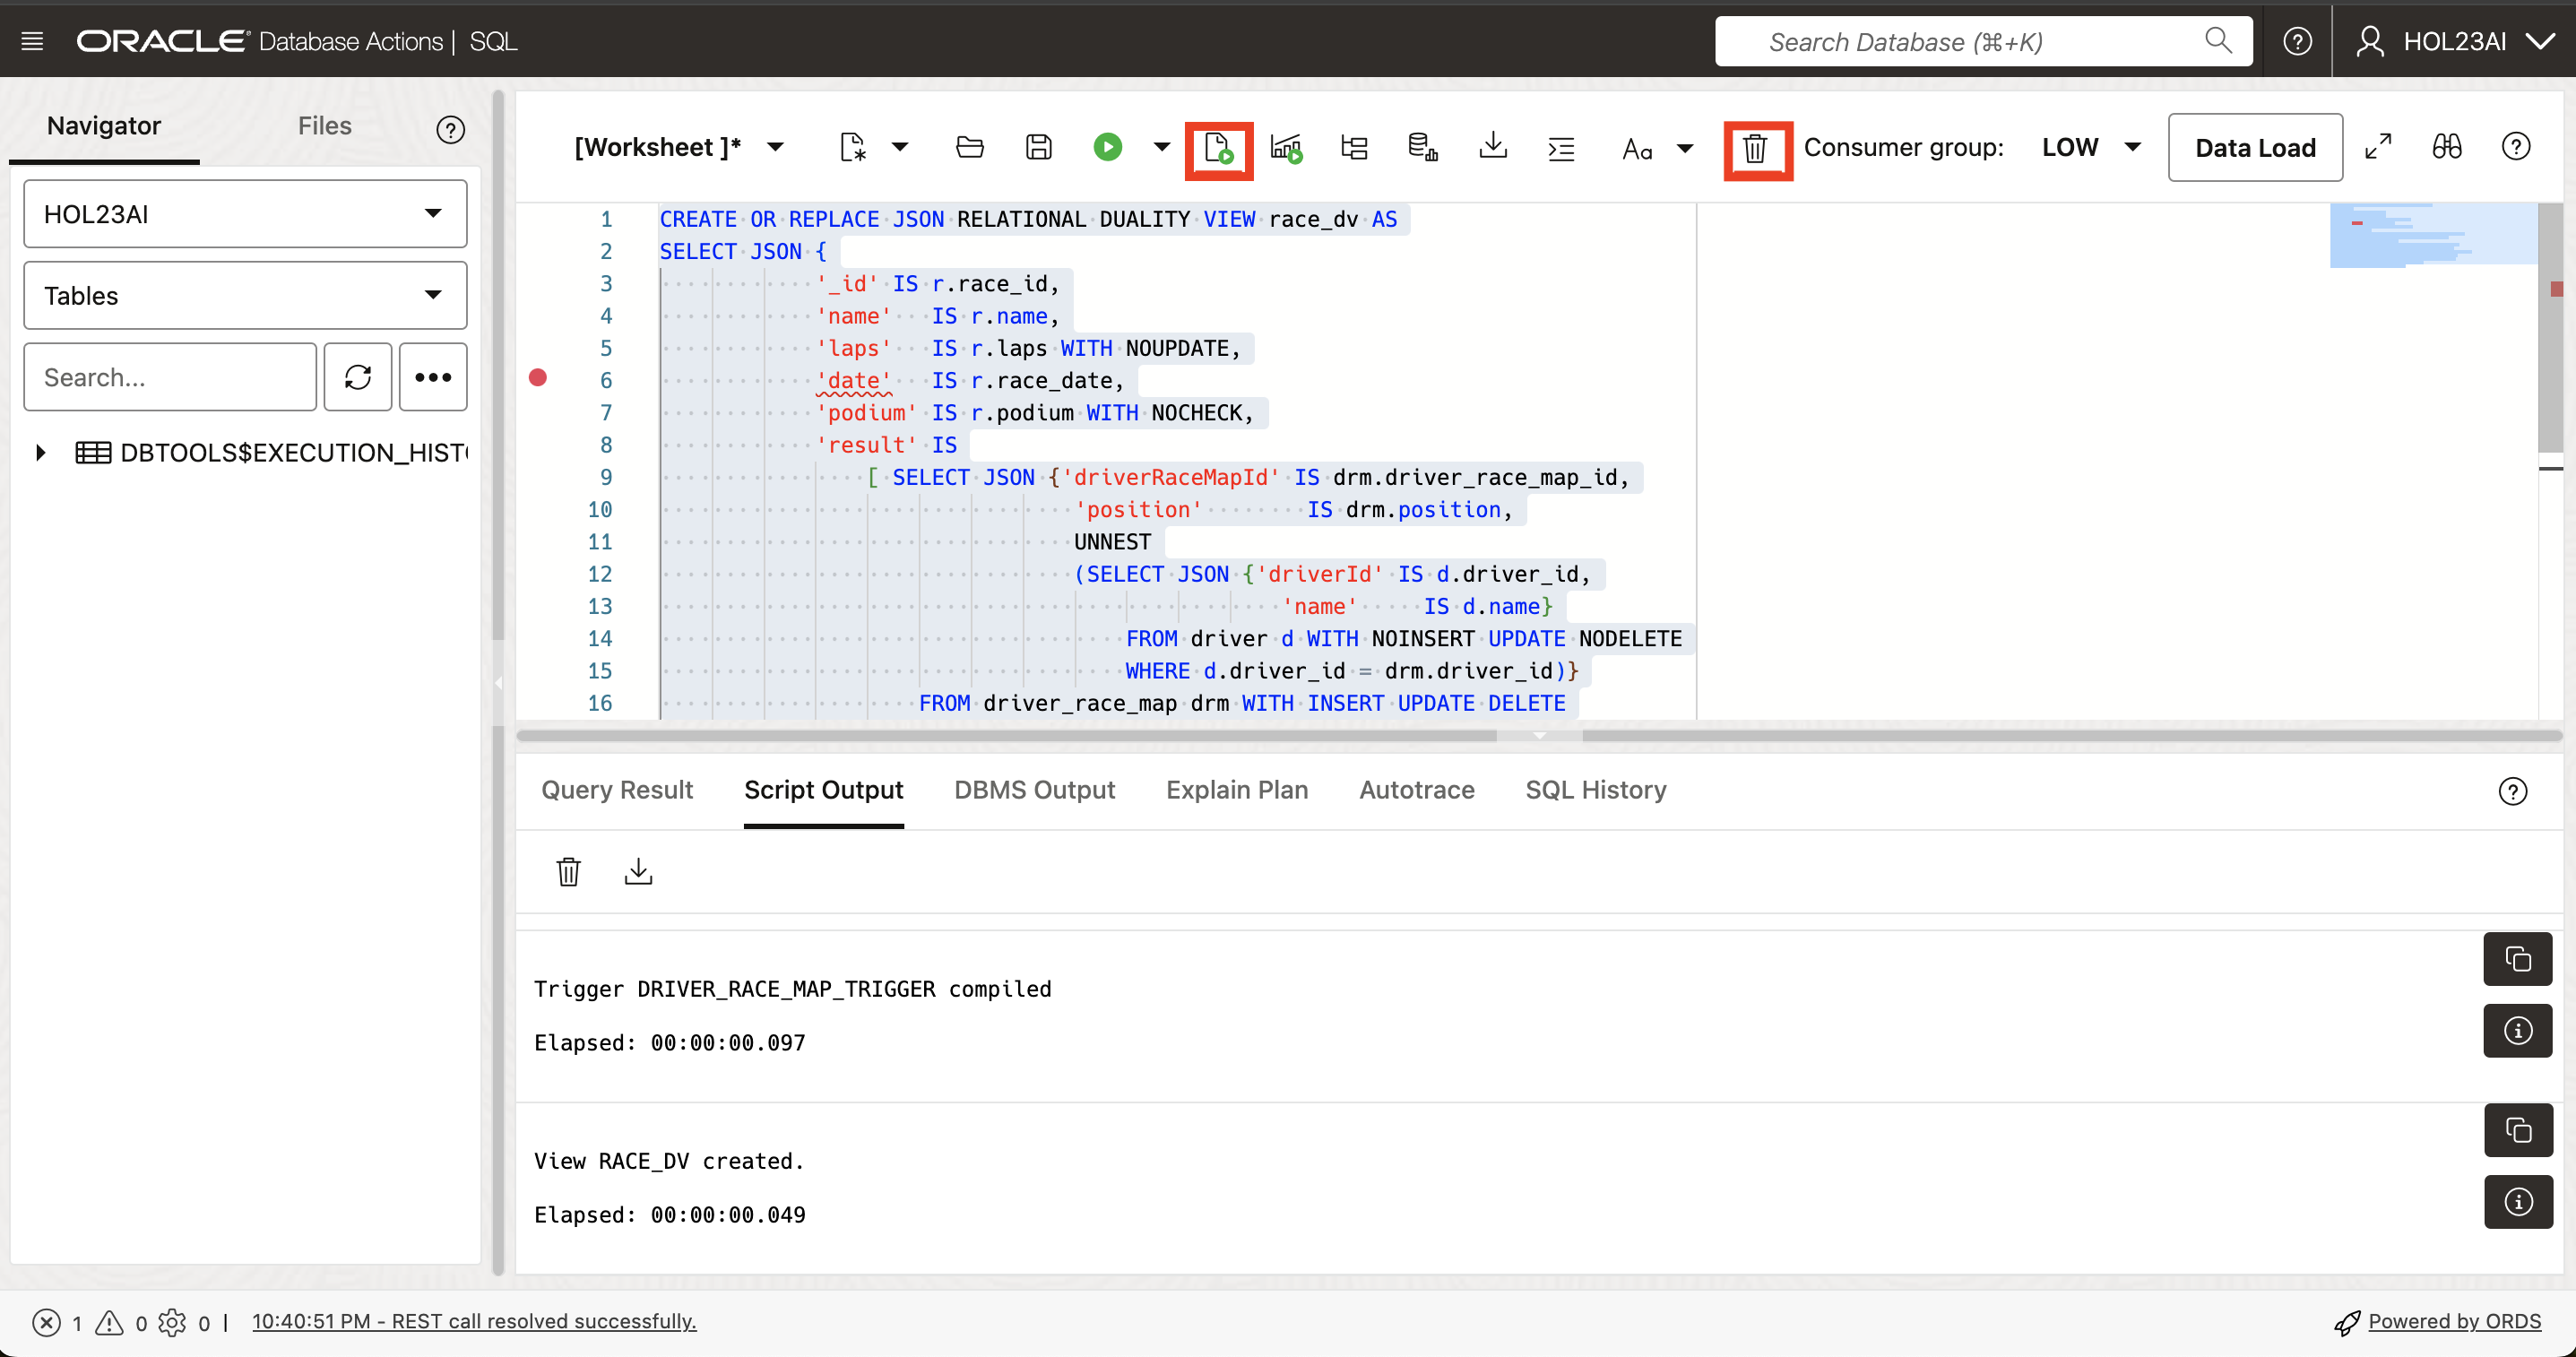 ORACLE Database Actions | SQL
Search Database (⌘+K)
HOL23AI
Navigator
Files
HOL23AI
Tables
Search...
DBTOOLS$EXECUTION_HIST
[Worksheet ]*
Aa
Consumer group:
LOW
Data Load
1 CREATE OR REPLACE JSON RELATIONAL DUALITY VIEW race_dv AS
2 SELECT JSON {
3 '_id' IS r.race_id,
4 'name' IS r.name,
5 'laps' IS r.laps WITH NOUPDATE,
6 'date' IS r.race_date,
7 'podium' IS r.podium WITH NOCHECK,
8 'result' IS
9 [ SELECT JSON {'driverRaceMapId' IS drm.driver_race_map_id,
10 'position' IS drm.position,
11 UNNEST
12 (SELECT JSON {'driverId' IS d.driver_id,
13 'name' IS d.name}
14 FROM driver d WITH NOINSERT UPDATE NODELETE
15 WHERE d.driver_id = drm.driver_id)}
16 FROM driver_race_map drm WITH INSERT UPDATE DELETE
Query Result
Script Output
DBMS Output
Explain Plan
Autotrace
SQL History
Trigger DRIVER_RACE_MAP_TRIGGER compiled
Elapsed: 00:00:00.097
View RACE_DV created.
Elapsed: 00:00:00.049
1 0 0 | 10:40:51 PM - REST call resolved successfully.
Powered by ORDS